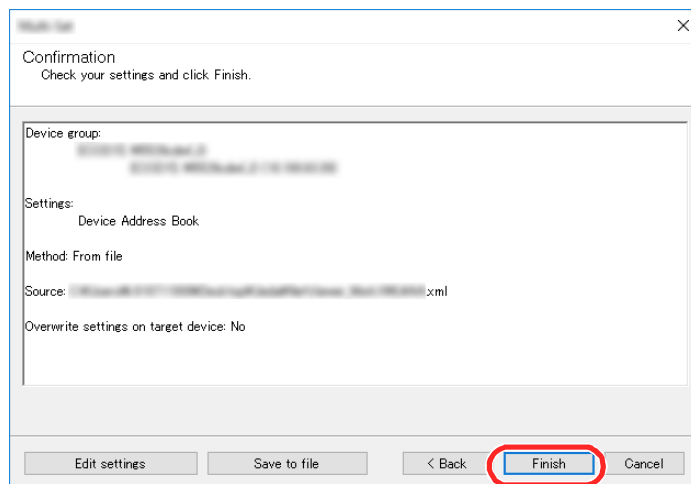 Confirmation
Check your settings and click Finish.
Device group:
Settings:
Device Address Book
Method: From file
Source: .xml
Overwrite settings on target device: No
Edit settings
Save to file
< Back
Finish
Cancel